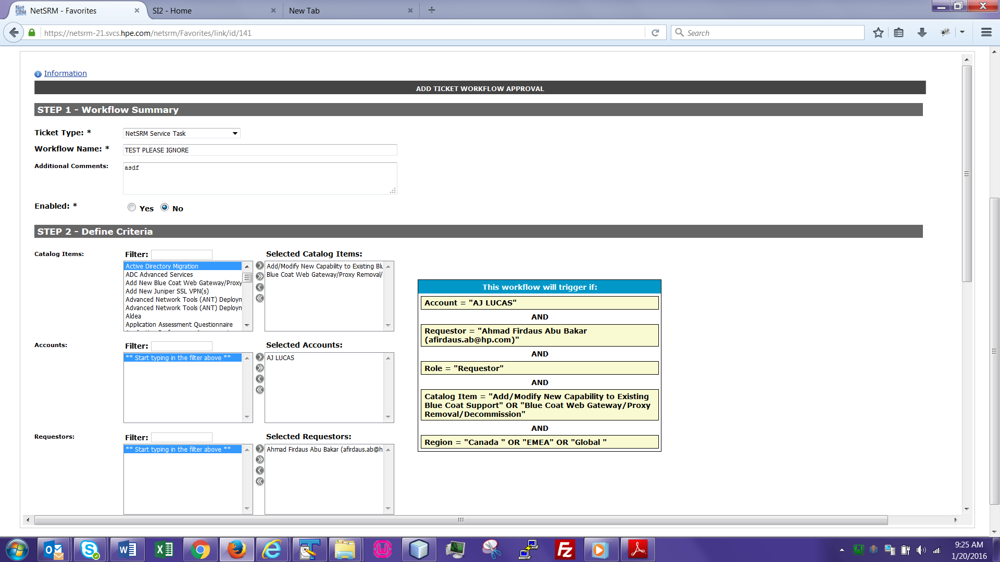 NetSRM - Favorites
SI2 - Home
New Tab
https://netsrm-21.svcs.hpe.com/netsrm/Favorites/link/id/141
Search
Information
ADD TICKET WORKFLOW APPROVAL
STEP 1 - Workflow Summary
Ticket Type: *
NetSRM Service Task
Workflow Name: *
TEST PLEASE IGNORE
Additional Comments:
asdf
Enabled: *
Yes
No
STEP 2 - Define Criteria
Catalog Items:
Filter:
Selected Catalog Items:
Active Directory Migration
ADC Advanced Services
Add New Blue Coat Web Gateway/Proxy
Add New Juniper SSL VPN(s)
Advanced Network Tools (ANT) Deployn
Advanced Network Tools (ANT) Deployn
Aldea
Application Assessment Questionnaire
Add/Modify New Capability to Existing Blu
Blue Coat Web Gateway/Proxy Removal/
Accounts:
Filter:
Selected Accounts:
** Start typing in the filter above **
AJ LUCAS
Requestors:
Filter:
Selected Requestors:
** Start typing in the filter above **
Ahmad Firdaus Abu Bakar (afirdaus.ab@h
This workflow will trigger if:
Account = "AJ LUCAS"
AND
Requestor = "Ahmad Firdaus Abu Bakar
(afirdaus.ab@hp.com)"
AND
Role = "Requestor"
AND
Catalog Item = "Add/Modify New Capability to Existing
Blue Coat Support" OR "Blue Coat Web Gateway/Proxy
Removal/Decommission"
AND
Region = "Canada " OR "EMEA" OR "Global "
9:25 AM
1/20/2016